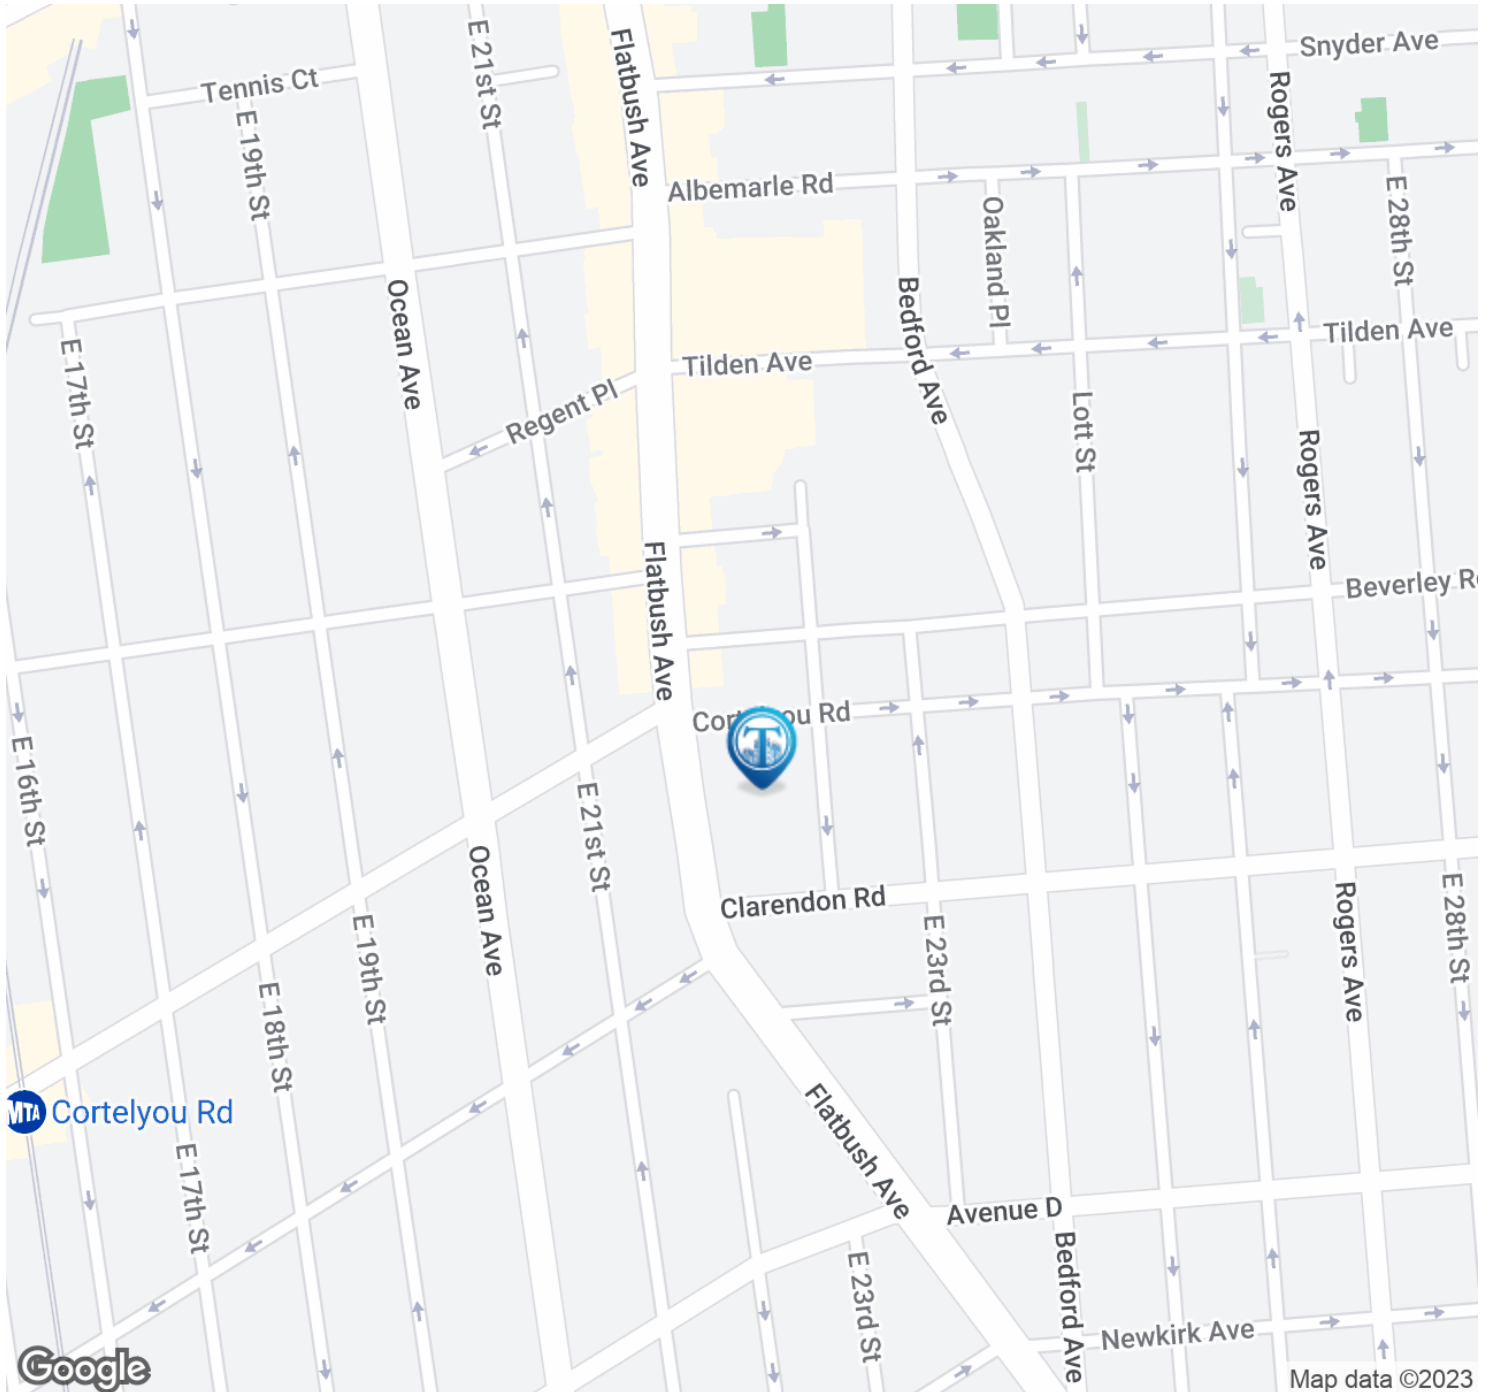 Snyder Ave
Tennis Ct
E 21st St
Flatbush Ave
Rogers Ave
E 19th St
Albemarle Rd
E 28th St
Oakland Pl
Ocean Ave
Bedford Ave
Tilden Ave
Tilden Ave
E 17th St
Regent Pl
Lott St
Rogers Ave
Flatbush Ave
Beverley R
Cortelyou Rd
T
E 16th St
E 21st St
Ocean Ave
Clarendon Rd
E 28th St
Rogers Ave
E 19th St
E 23rd St
E 18th St
MTA Cortelyou Rd
Flatbush Ave
E 17th St
Avenue D
Bedford Ave
E 23rd St
Newkirk Ave
Google
Map data ©2023